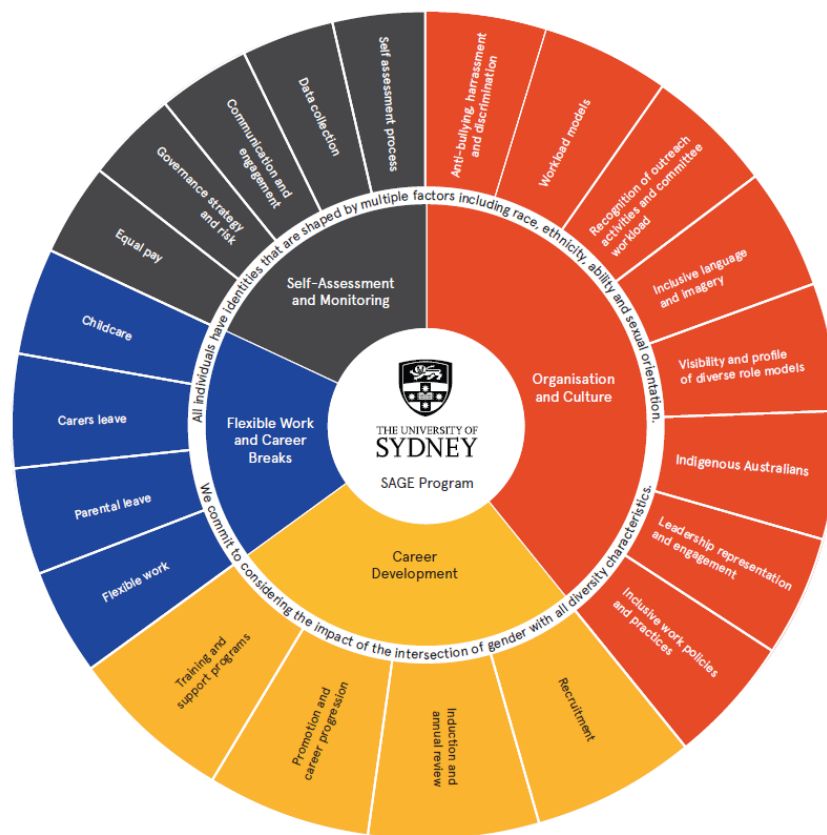 Self assessment process
Data collection
Communication and
engagement
Governance strategy
and risk
Equal pay
Childcare
Carers leave
Parental leave
Flexible work
Training and
support programs
Promotion and
career progression
Induction and
annual review
Recruitment
Inclusive work policies
and practices
Leadership representation
and engagement
Indigenous Australians
Visibility and profile
of diverse role models
Inclusive language
and imagery
Recognition of outreach
activities and committee
workload
Workload models
Anti-bullying, harrassment
and discrimination
All individuals have identities that are shaped by multiple factors including race, ethnicity, ability and sexual orientation.
We commit to considering the impact of the intersection of gender with all diversity characteristics.
Self-Assessment
and Monitoring
Organisation
and Culture
Flexible Work
and Career
Breaks
Career
Development
THE UNIVERSITY OF
SYDNEY
SAGE Program